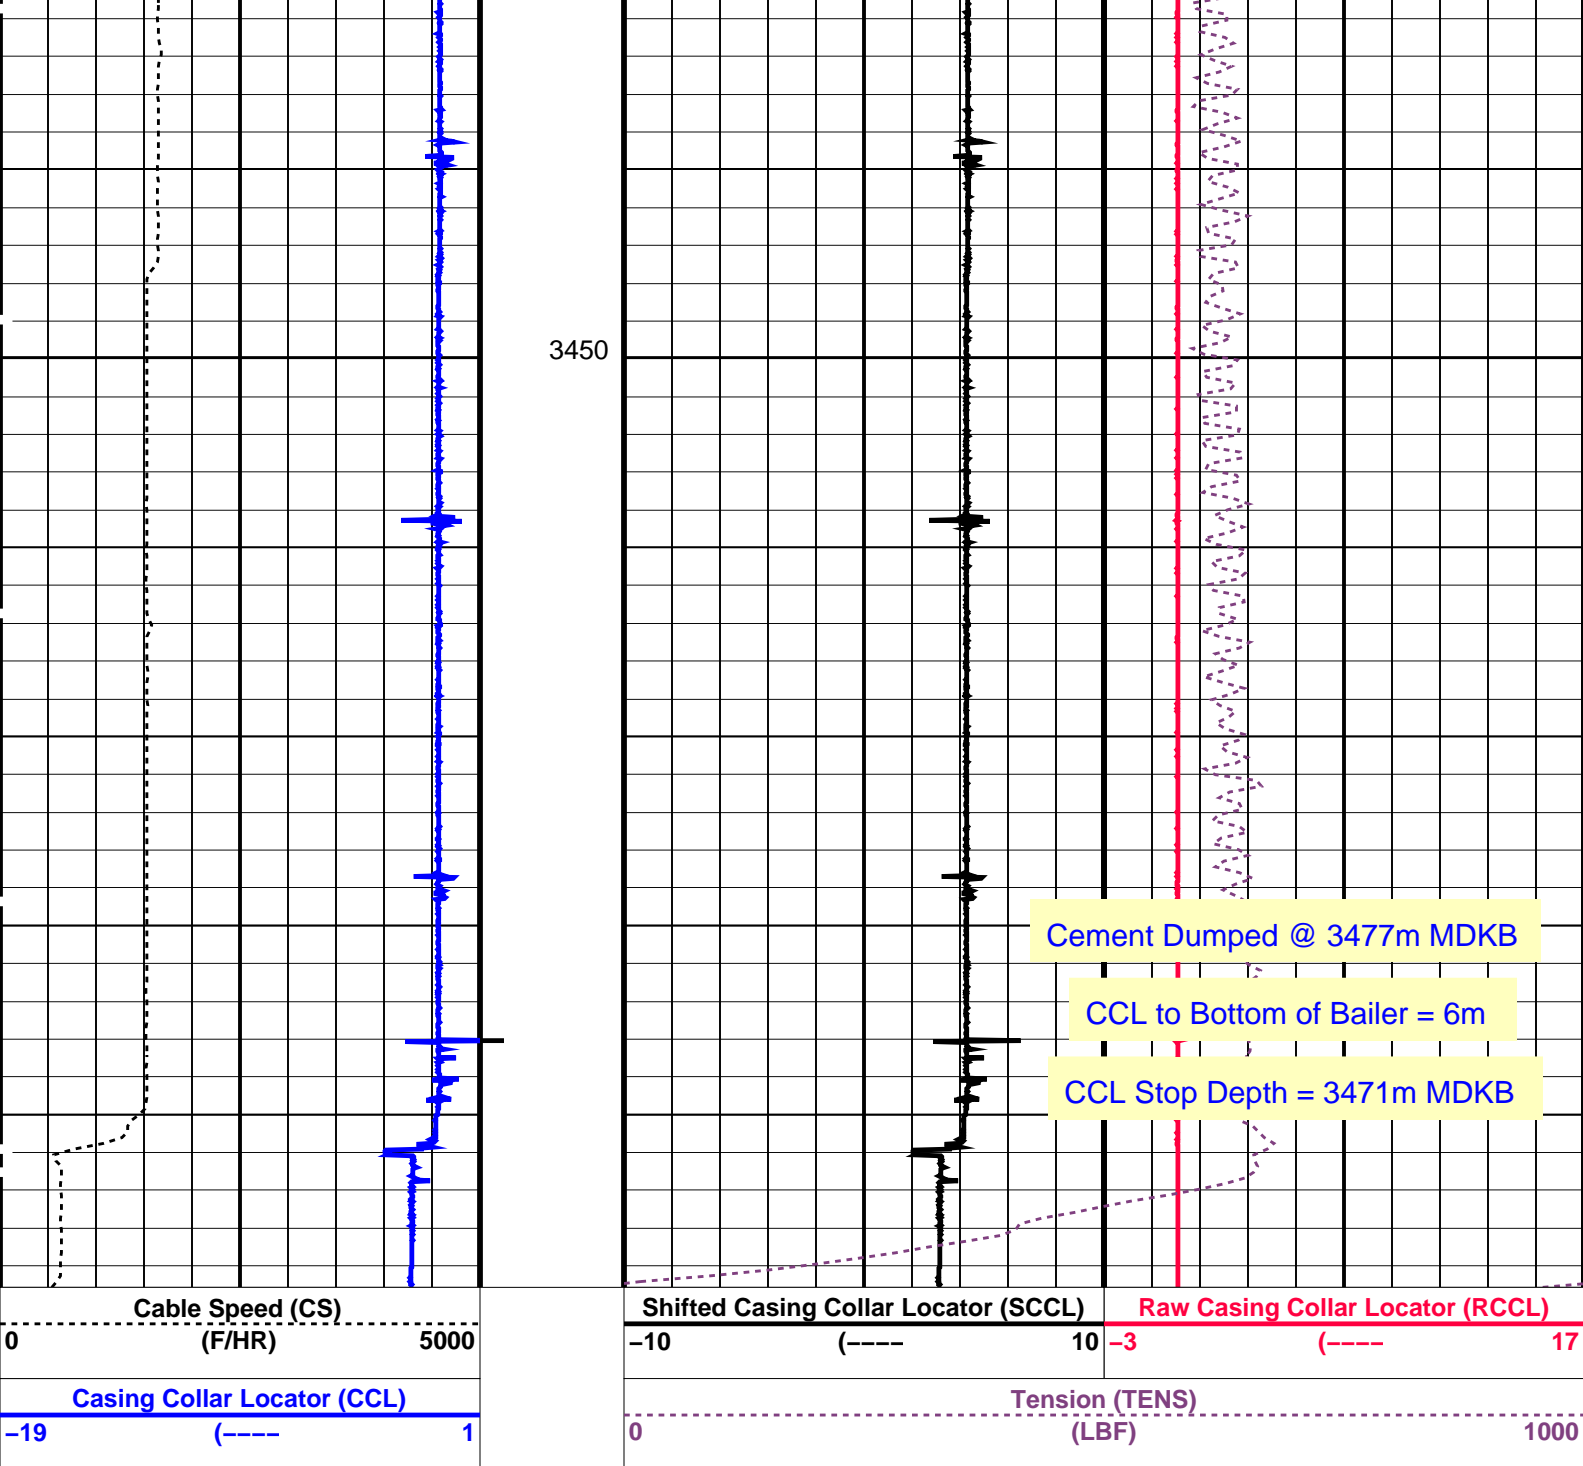 3450
Cement Dumped @ 3477m MDKB
CCL to Bottom of Bailer = 6m
CCL Stop Depth = 3471m MDKB
Cable Speed (CS)
0 (F/HR) 5000
Casing Collar Locator (CCL)
−19 (−−−− 1
Shifted Casing Collar Locator (SCCL)
−10 (−−−− 10
Raw Casing Collar Locator (RCCL)
−3 (−−−− 17
Tension (TENS)
0 (LBF) 1000